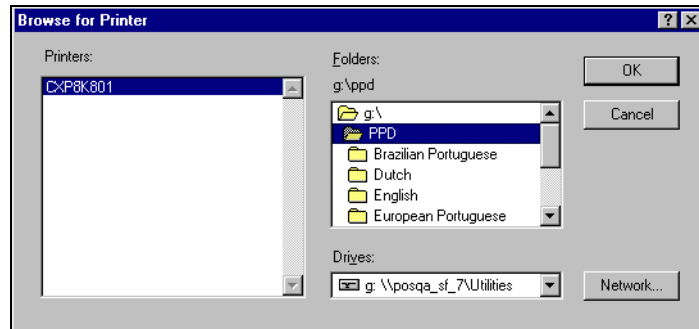 Browse for Printer
Printers:
CXP8K801
Folders:
g:\ppd
g:\
PPD
Brazilian Portuguese
Dutch
English
European Portuguese
Drives:
g: \\posqa_sf_7\Utilities
OK
Cancel
Network...